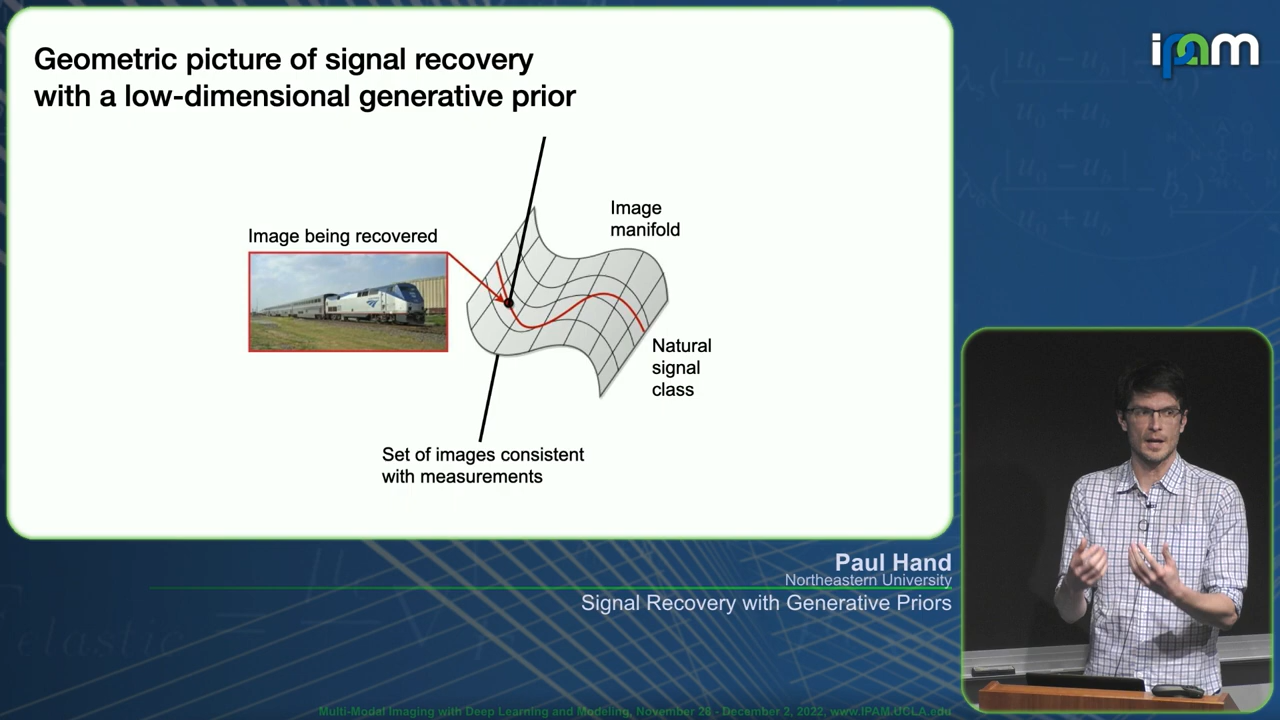 Geometric picture of signal recovery
with a low-dimensional generative prior
Image being recovered
Image
manifold
Natural
signal
class
Set of images consistent
with measurements
ipam
Paul Hand
Northeastern University
Signal Recovery with Generative Priors
Multi-Modal Imaging with Deep Learning and Modeling, November 28 - December 2, 2022, www.IPAM.UCLA.edu
elastic